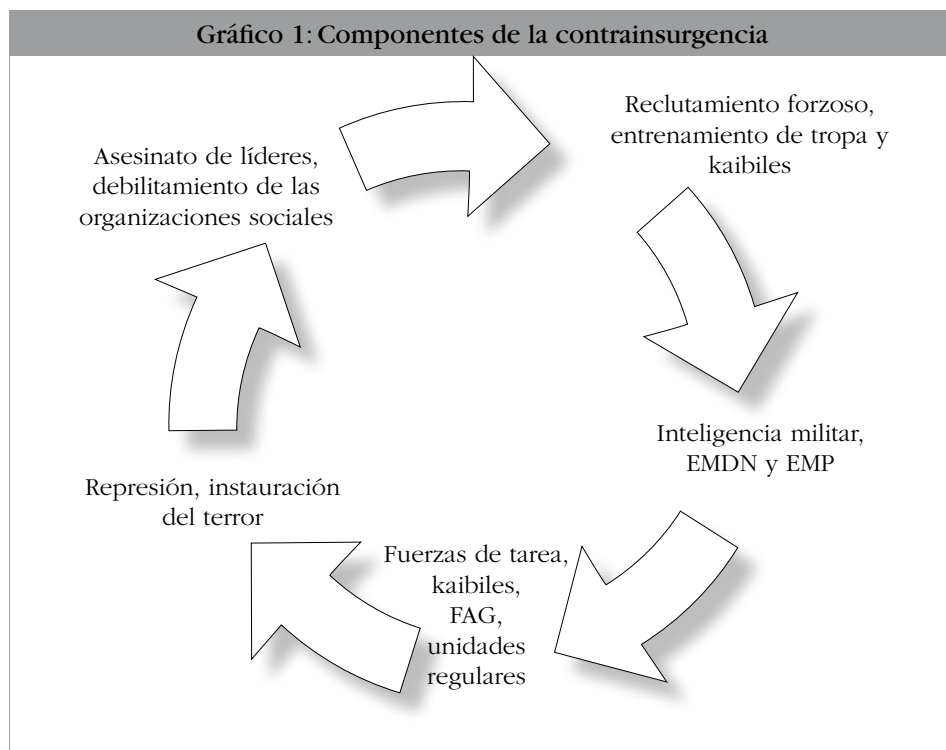 Gráfico 1: Componentes de la contrainsurgencia
Reclutamiento forzoso,
entrenamiento de tropa y
kaibiles
Inteligencia militar,
EMDN y EMP
Fuerzas de tarea,
kaibiles,
FAG,
unidades
regulares
Represión, instauración
del terror
Asesinato de líderes,
debilitamiento de las
organizaciones sociales